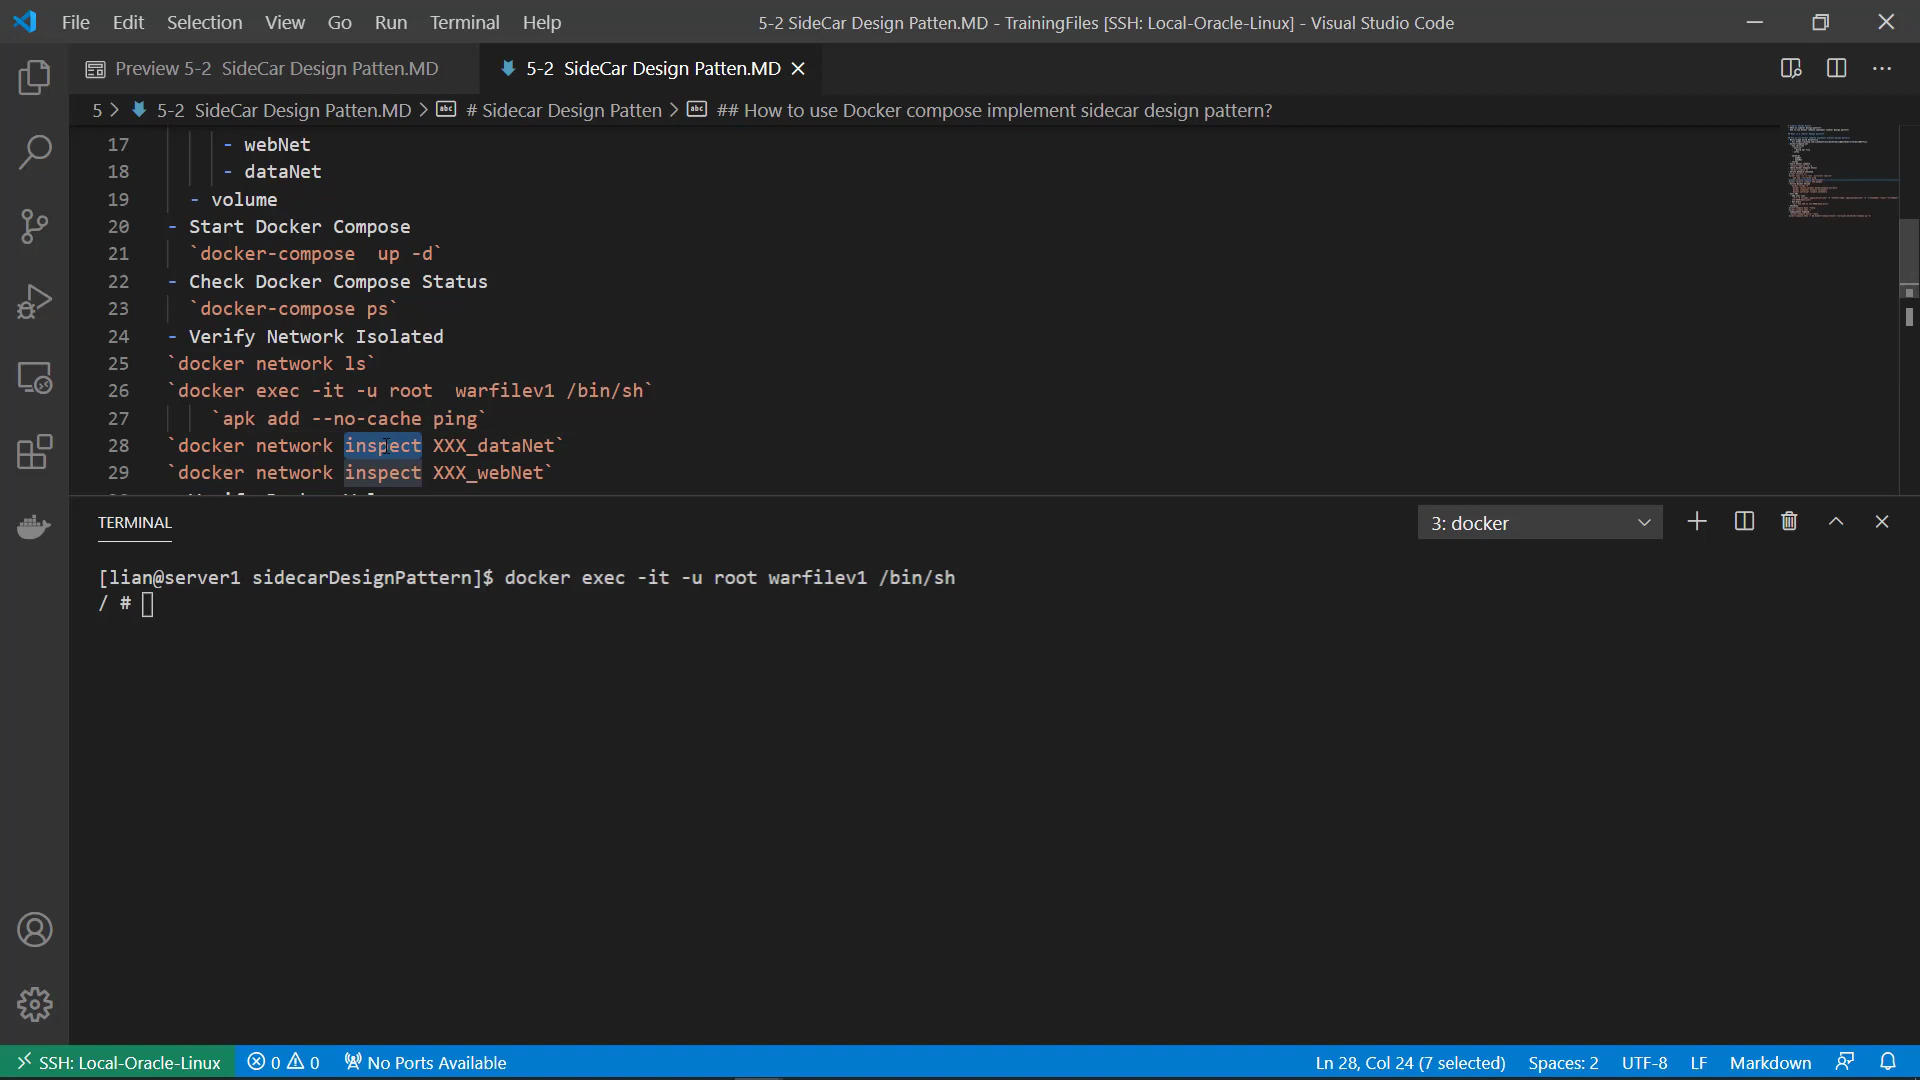 File Edit Selection View Go Run Terminal Help 5-2 SideCar Design Patten.MD - TrainingFiles [SSH: Local-Oracle-Linux] - Visual Studio Code
Preview 5-2 SideCar Design Patten.MD 5-2 SideCar Design Patten.MD
5 > 5-2 SideCar Design Patten.MD > # Sidecar Design Patten > ## How to use Docker compose implement sidecar design pattern?
17 - webNet
18 - dataNet
19 - volume
20 - Start Docker Compose
21 `docker-compose  up -d`
22 - Check Docker Compose Status
23 `docker-compose ps`
24 - Verify Network Isolated
25 `docker network ls`
26 `docker exec -it -u root  warfilev1 /bin/sh`
27 `apk add --no-cache ping`
28 `docker network inspect XXX_dataNet`
29 `docker network inspect XXX_webNet`
TERMINAL 3: docker
[lian@server1 sidecarDesignPattern]$ docker exec -it -u root warfilev1 /bin/sh
/ #
SSH: Local-Oracle-Linux 0 0 No Ports Available Ln 28, Col 24 (7 selected) Spaces: 2 UTF-8 LF Markdown